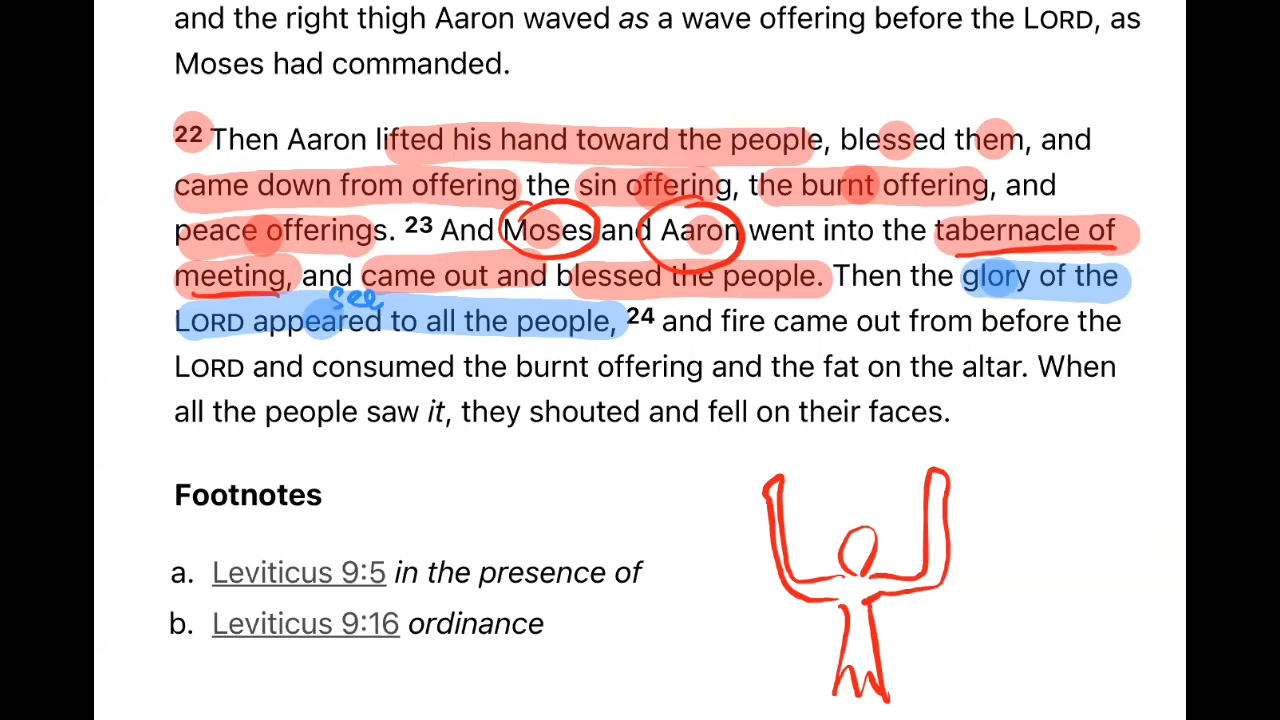 and the right thigh Aaron waved as a wave offering before the LORD, as
Moses had commanded.
22 Then Aaron lifted his hand toward the people, blessed them, and
came down from offering the sin offering, the burnt offering, and
peace offerings. 23 And Moses and Aaron went into the tabernacle of
meeting, and came out and blessed the people. Then the glory of the
see
LORD appeared to all the people, 24 and fire came out from before the
LORD and consumed the burnt offering and the fat on the altar. When
all the people saw it, they shouted and fell on their faces.
Footnotes
a. Leviticus 9:5 in the presence of
b. Leviticus 9:16 ordinance